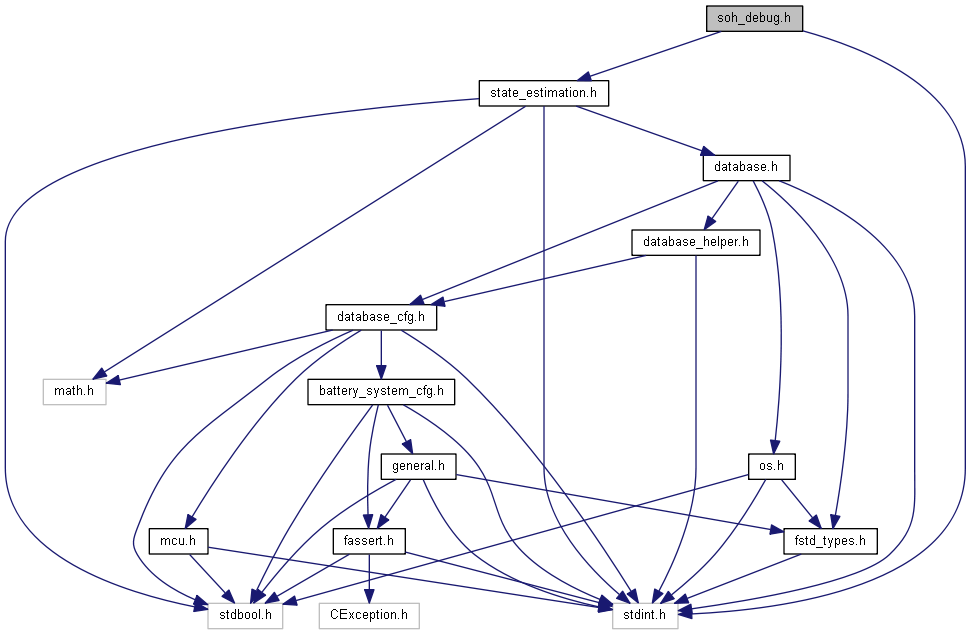 soh_debug.h
state_estimation.h
database.h
database_helper.h
database_cfg.h
math.h
battery_system_cfg.h
general.h
os.h
mcu.h
fassert.h
fstd_types.h
stdbool.h
CException.h
stdint.h